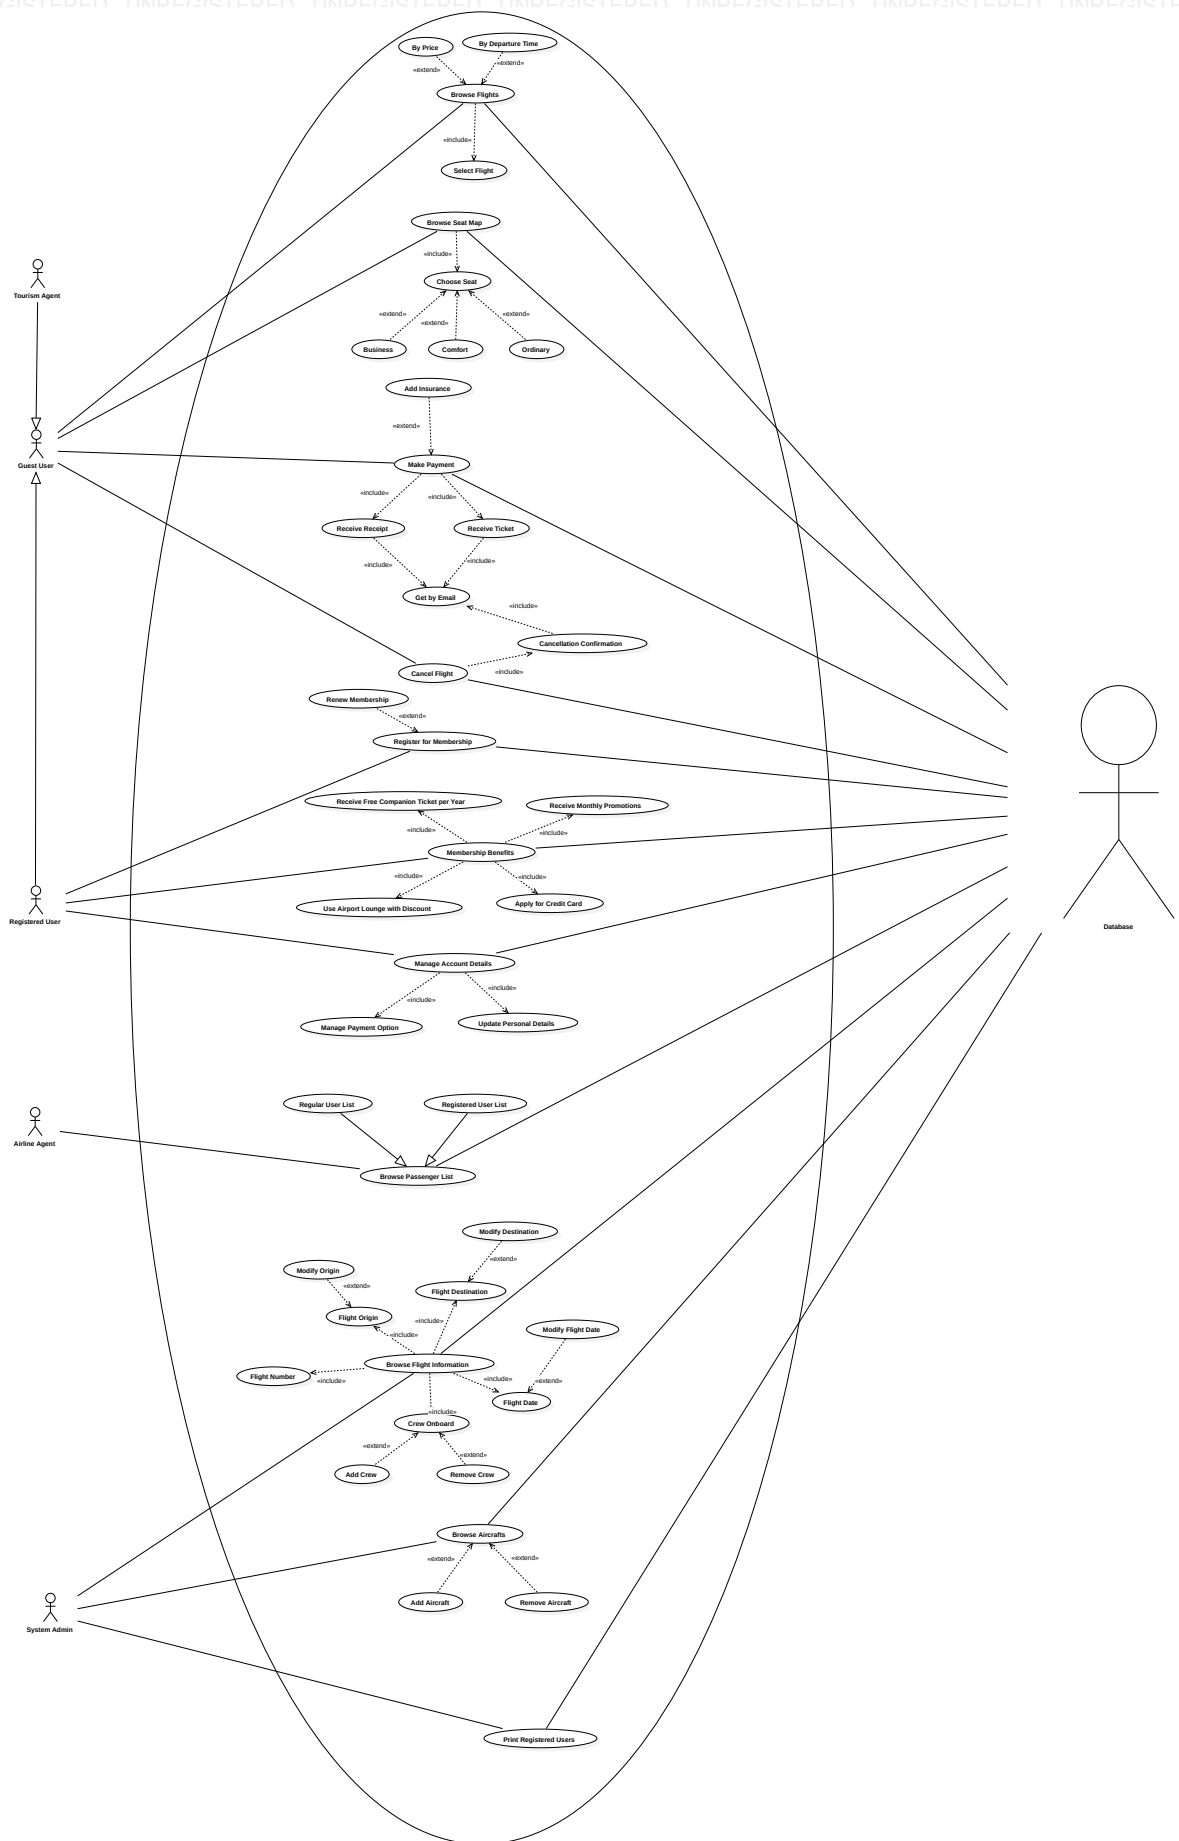 UNREGISTERED UNREGISTERED UNREGISTERED UNREGISTERED UNREGISTERED UNREGISTERED
By Price
By Departure Time
«extend»
«extend»
Browse Flights
«include»
Select Flight
Browse Seat Map
«include»
Choose Seat
«extend»
«extend»
«extend»
Business
Comfort
Ordinary
Tourism Agent
Add Insurance
«extend»
Make Payment
Guest User
«include»
«include»
Receive Receipt
Receive Ticket
«include»
«include»
Get by Email
«include»
Cancellation Confirmation
Cancel Flight
«include»
Renew Membership
«extend»
Register for Membership
Receive Free Companion Ticket per Year
Receive Monthly Promotions
«include»
«include»
Membership Benefits
«include»
«include»
Use Airport Lounge with Discount
Apply for Credit Card
Registered User
Database
Manage Account Details
«include»
«include»
Manage Payment Option
Update Personal Details
Regular User List
Registered User List
Airline Agent
Browse Passenger List
Modify Destination
«extend»
Modify Origin
«extend»
Flight Destination
Flight Origin
«include»
«include»
Modify Flight Date
Browse Flight Information
Flight Number
«include»
«include»
«extend»
Flight Date
«include»
Crew Onboard
«extend»
«extend»
Add Crew
Remove Crew
Browse Aircrafts
«extend»
«extend»
Add Aircraft
Remove Aircraft
System Admin
Print Registered Users